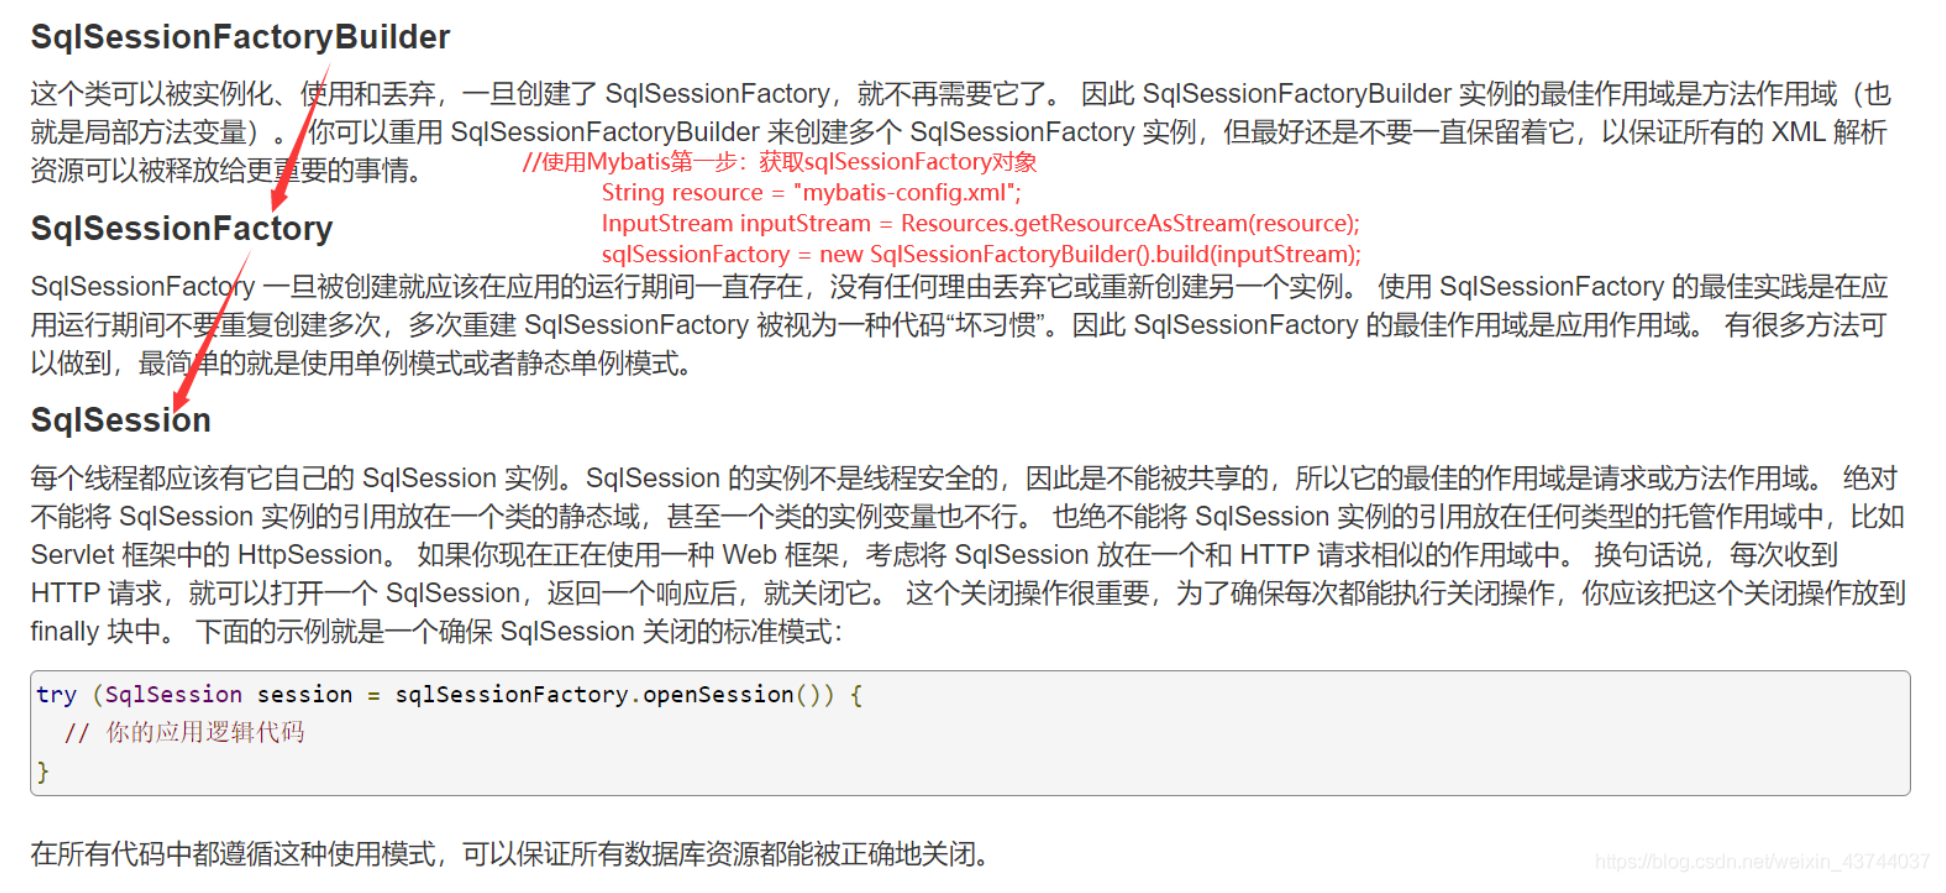 SqlSessionFactoryBuilder
这个类可以被实例化、使用和丢弃，一旦创建了 SqlSessionFactory，就不再需要它了。 因此 SqlSessionFactoryBuilder 实例的最佳作用域是方法作用域（也
就是局部方法变量）。 你可以重用 SqlSessionFactoryBuilder 来创建多个 SqlSessionFactory 实例，但最好还是不要一直保留着它，以保证所有的 XML 解析
资源可以被释放给更重要的事情。
//使用Mybatis第一步：获取sqlSessionFactory对象
String resource = "mybatis-config.xml";
InputStream inputStream = Resources.getResourceAsStream(resource);
sqlSessionFactory = new SqlSessionFactoryBuilder().build(inputStream);
SqlSessionFactory
SqlSessionFactory 一旦被创建就应该在应用的运行期间一直存在，没有任何理由丢弃它或重新创建另一个实例。 使用 SqlSessionFactory 的最佳实践是在应
用运行期间不要重复创建多次，多次重建 SqlSessionFactory 被视为一种代码“坏习惯”。因此 SqlSessionFactory 的最佳作用域是应用作用域。 有很多方法可
以做到，最简单的就是使用单例模式或者静态单例模式。
SqlSession
每个线程都应该有它自己的 SqlSession 实例。SqlSession 的实例不是线程安全的，因此是不能被共享的，所以它的最佳的作用域是请求或方法作用域。 绝对
不能将 SqlSession 实例的引用放在一个类的静态域，甚至一个类的实例变量也不行。 也绝不能将 SqlSession 实例的引用放在任何类型的托管作用域中，比如
Servlet 框架中的 HttpSession。 如果你现在正在使用一种 Web 框架，考虑将 SqlSession 放在一个和 HTTP 请求相似的作用域中。 换句话说，每次收到
HTTP 请求，就可以打开一个 SqlSession，返回一个响应后，就关闭它。 这个关闭操作很重要，为了确保每次都能执行关闭操作，你应该把这个关闭操作放到
finally 块中。 下面的示例就是一个确保 SqlSession 关闭的标准模式：
try (SqlSession session = sqlSessionFactory.openSession()) {
// 你的应用逻辑代码
}
在所有代码中都遵循这种使用模式，可以保证所有数据库资源都能被正确地关闭。
https://blog.csdn.net/weixin_43744037